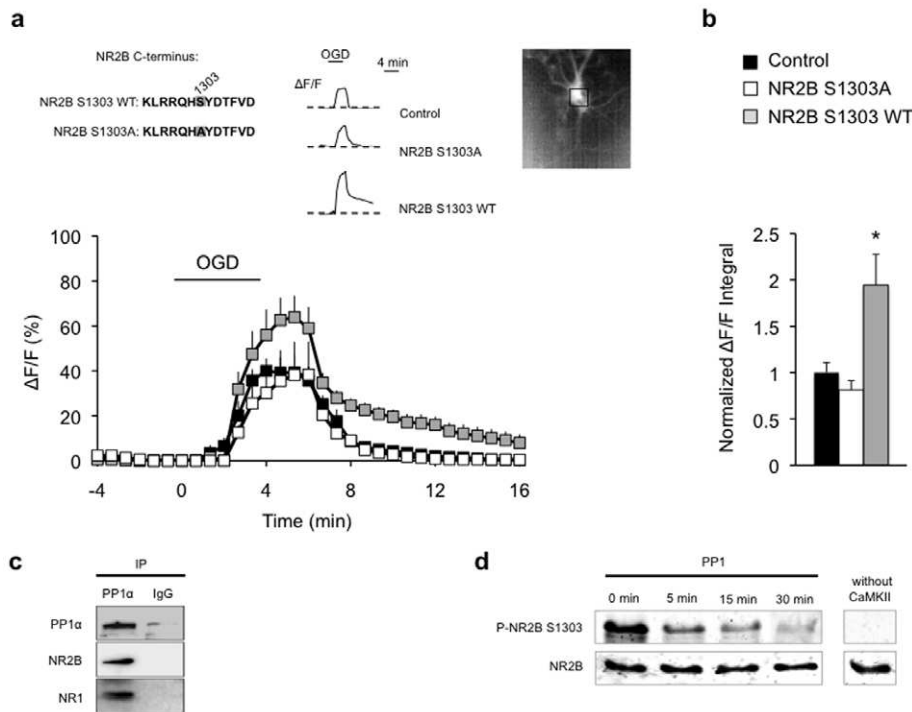 a
NR2B C-terminus:
1303
NR2B S1303 WT: KLRRQHSYDTFVD
NR2B S1303A: KLRRQHAYDTFVD
OGD
4 min
ΔF/F
Control
NR2B S1303A
NR2B S1303 WT
100
80
60
40
20
0
ΔF/F (%)
OGD
-4 0 4 8 12 16
Time (min)
b
Control
NR2B S1303A
NR2B S1303 WT
2.5
2
1.5
1
0.5
0
Normalized ΔF/F Integral
*
c
IP
PP1α IgG
PP1α
NR2B
NR1
d
PP1
0 min 5 min 15 min 30 min
without
CaMKII
P-NR2B S1303
NR2B